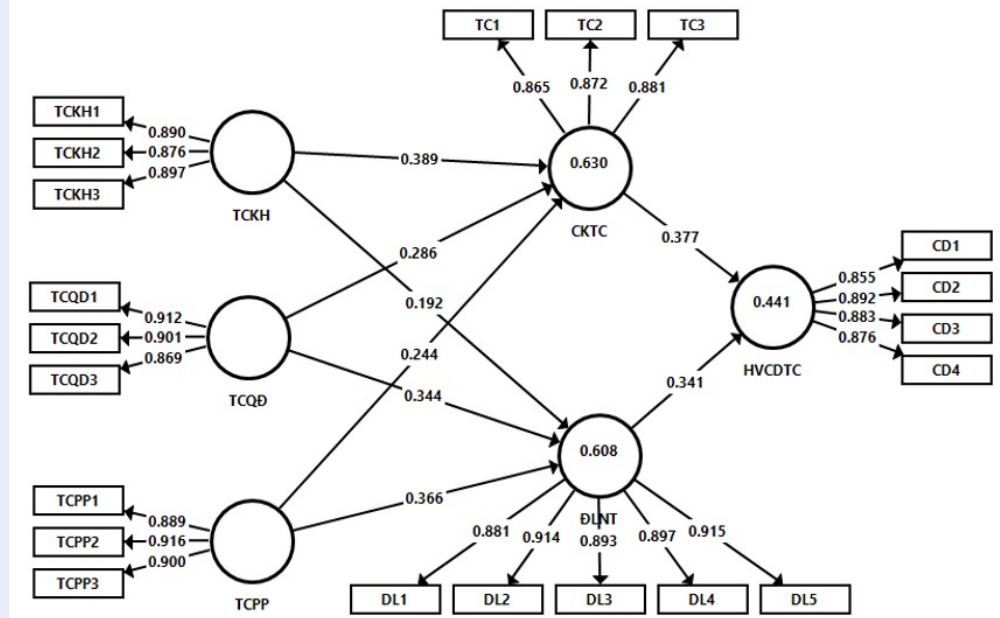 TC1
TC2
TC3
0.865
0.872
0.881
TCKH1
TCKH2
TCKH3
0.890
0.876
0.897
TCKH
0.389
0.630
CKTC
0.286
0.192
0.377
TCQD1
TCQD2
TCQD3
0.912
0.901
0.869
TCQĐ
0.244
0.344
0.441
HVCDTC
0.855
0.892
0.883
0.876
CD1
CD2
CD3
CD4
0.341
TCPP1
TCPP2
TCPP3
0.889
0.916
0.900
TCPP
0.366
0.608
ĐLNT
0.881
0.914
0.893
0.897
0.915
DL1
DL2
DL3
DL4
DL5